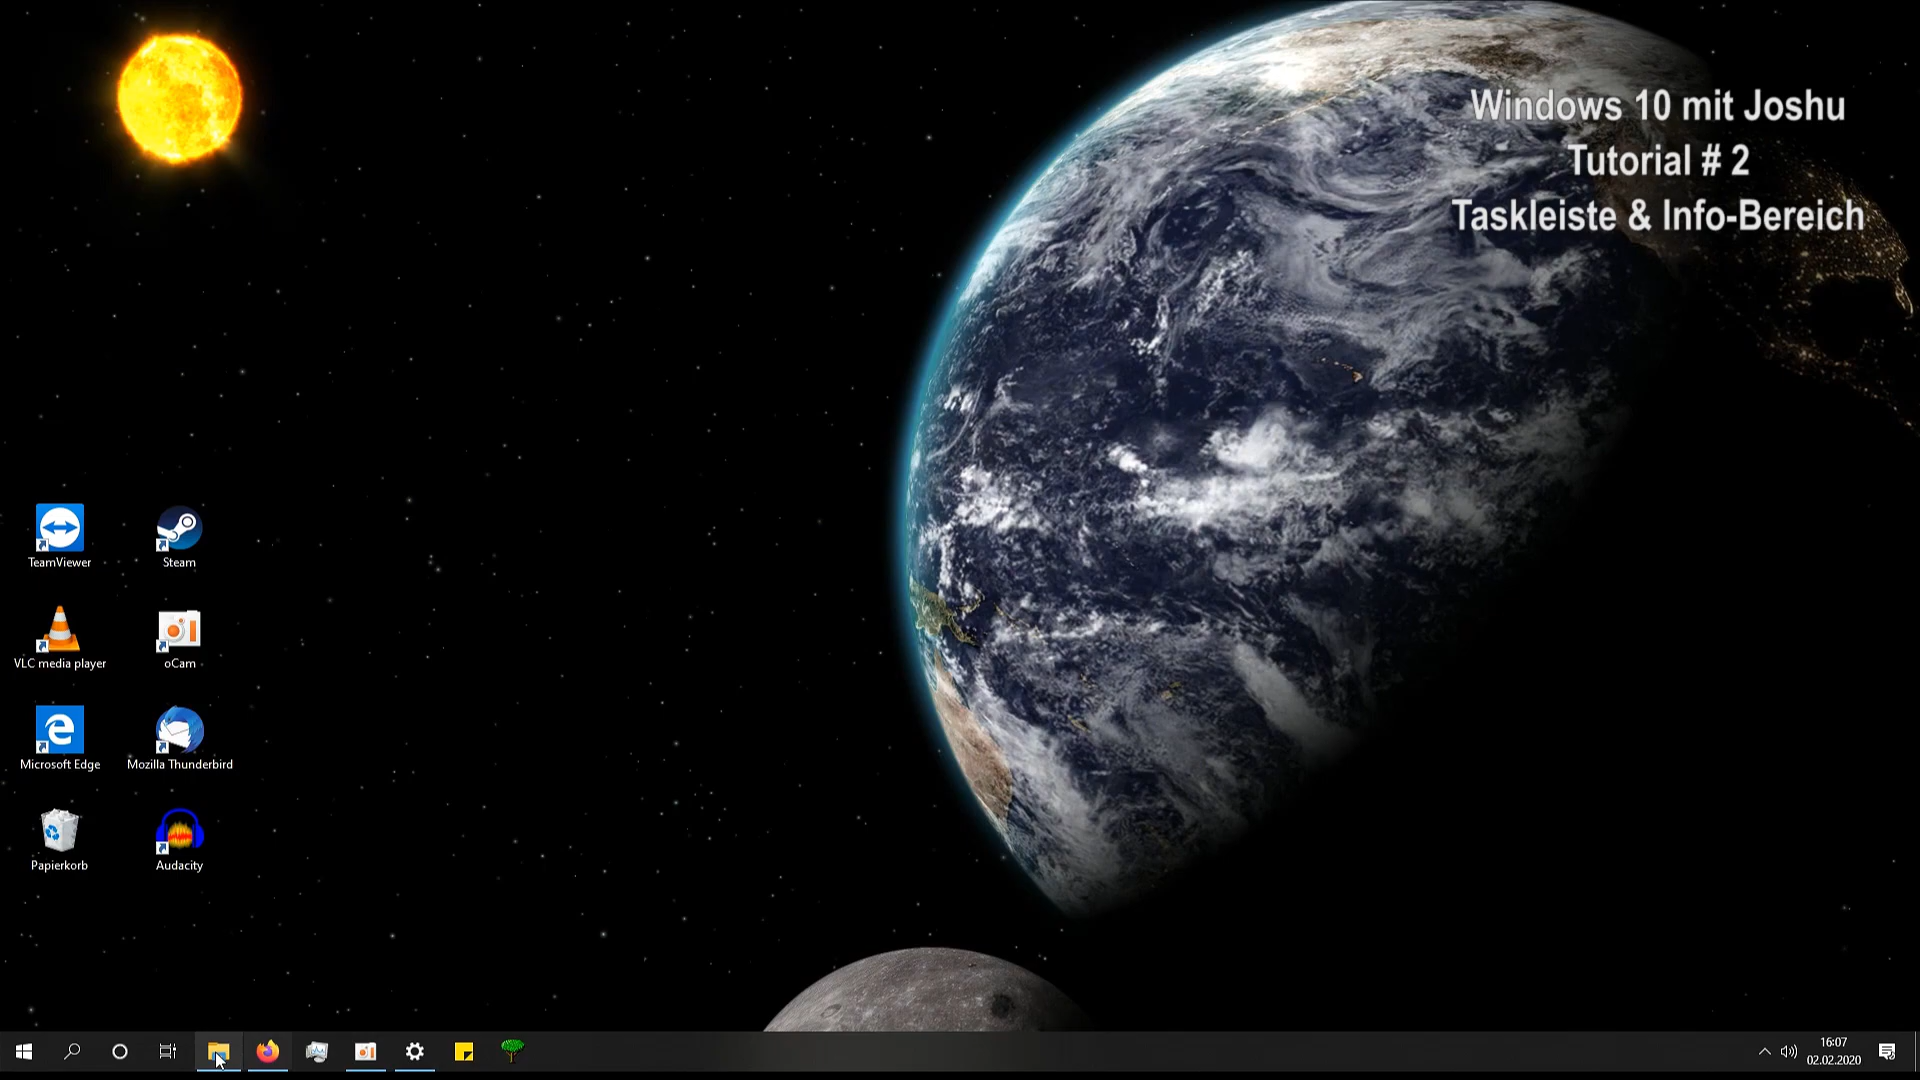 Windows 10 mit Joshu
Tutorial # 2
Taskleiste & Info-Bereich
TeamViewer
Steam
VLC media player
oCam
Microsoft Edge
Mozilla Thunderbird
Papierkorb
Audacity
16:07
02.02.2020